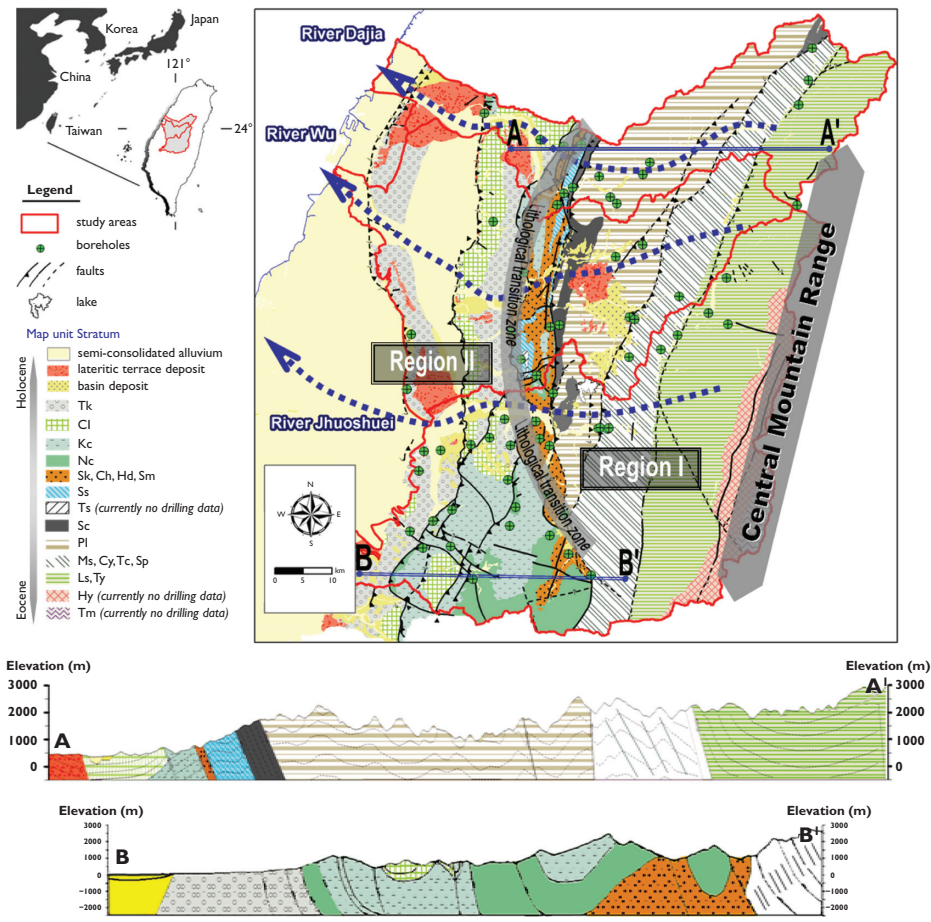 Japan
Korea
121°
China
Taiwan
24°
Legend
study areas
boreholes
faults
lake
Map unit Stratum
Holocene
Eocene
semi-consolidated alluvium
lateritic terrace deposit
basin deposit
Tk
Cl
Kc
Nc
Sk, Ch, Hd, Sm
Ss
Ts (currently no drilling data)
Sc
Pl
Ms, Cy, Tc, Sp
Ls, Ty
Hy (currently no drilling data)
Tm (currently no drilling data)
River Dajia
River Wu
River Jhuoshuei
A
A'
Lithological transition zone
Lithological transition zone
Region II
Region I
Central Mountain Range
B
B'
N
W
E
S
0
5
10
km
Elevation (m)
Elevation (m)
3000
2000
1000
0
A
A'
3000
2000
1000
0
Elevation (m)
Elevation (m)
3000
2000
1000
0
−1000
−2000
B
B'
3000
2000
1000
0
−1000
−2000